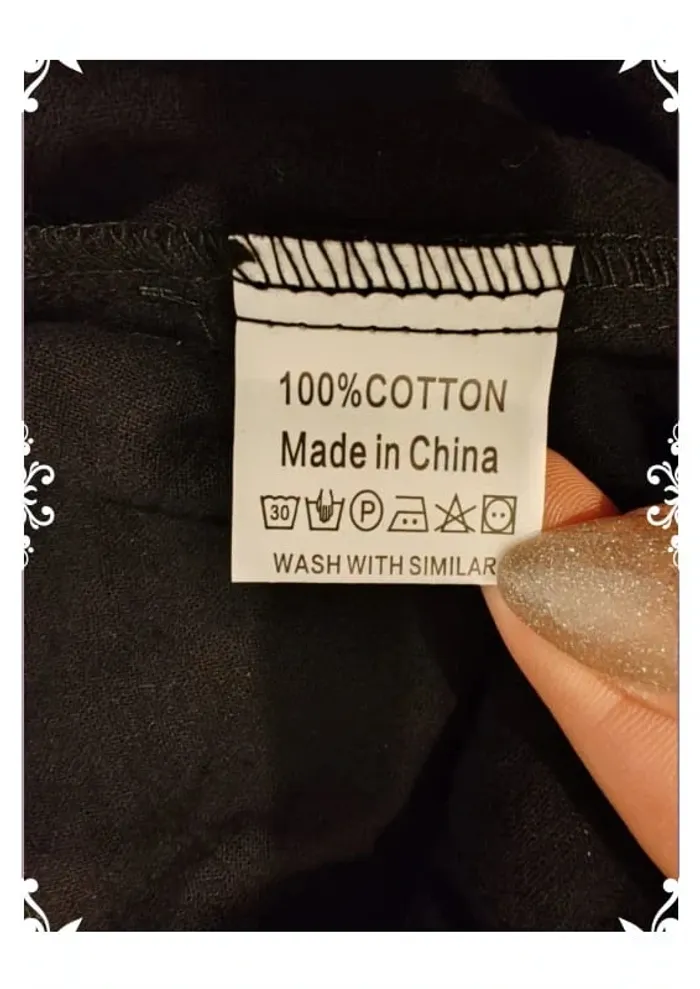 100%COTTON
Made in China
30 P
WASH WITH SIMILAR